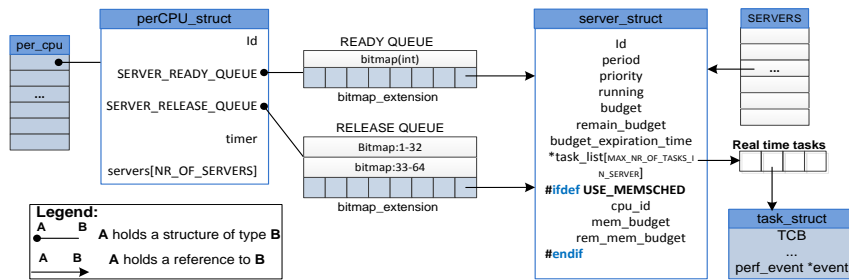 per_cpu
...
perCPU_struct
Id
SERVER_READY_QUEUE
SERVER_RELEASE_QUEUE
timer
servers[NR_OF_SERVERS]
READY QUEUE
bitmap(int)
bitmap_extension
RELEASE QUEUE
Bitmap:1-32
bitmap:33-64
bitmap_extension
server_struct
Id
period
priority
running
budget
remain_budget
budget_expiration_time
*task_list[MAX_NR_OF_TASKS_I
N_SERVER]
#ifdef USE_MEMSCHED
cpu_id
mem_budget
rem_mem_budget
#endif
SERVERS
...
Real time tasks
task_struct
TCB
...
perf_event *event
Legend:
A B A holds a structure of type B
A B A holds a reference to B